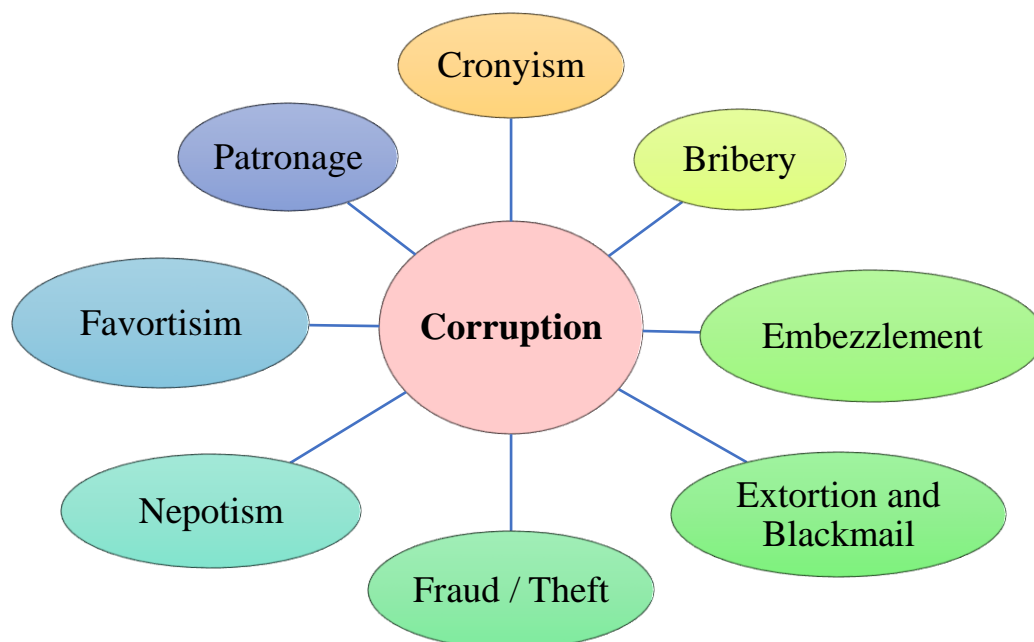 Cronyism
Patronage
Bribery
Favortisim
Corruption
Embezzlement
Nepotism
Extortion and
Blackmail
Fraud / Theft